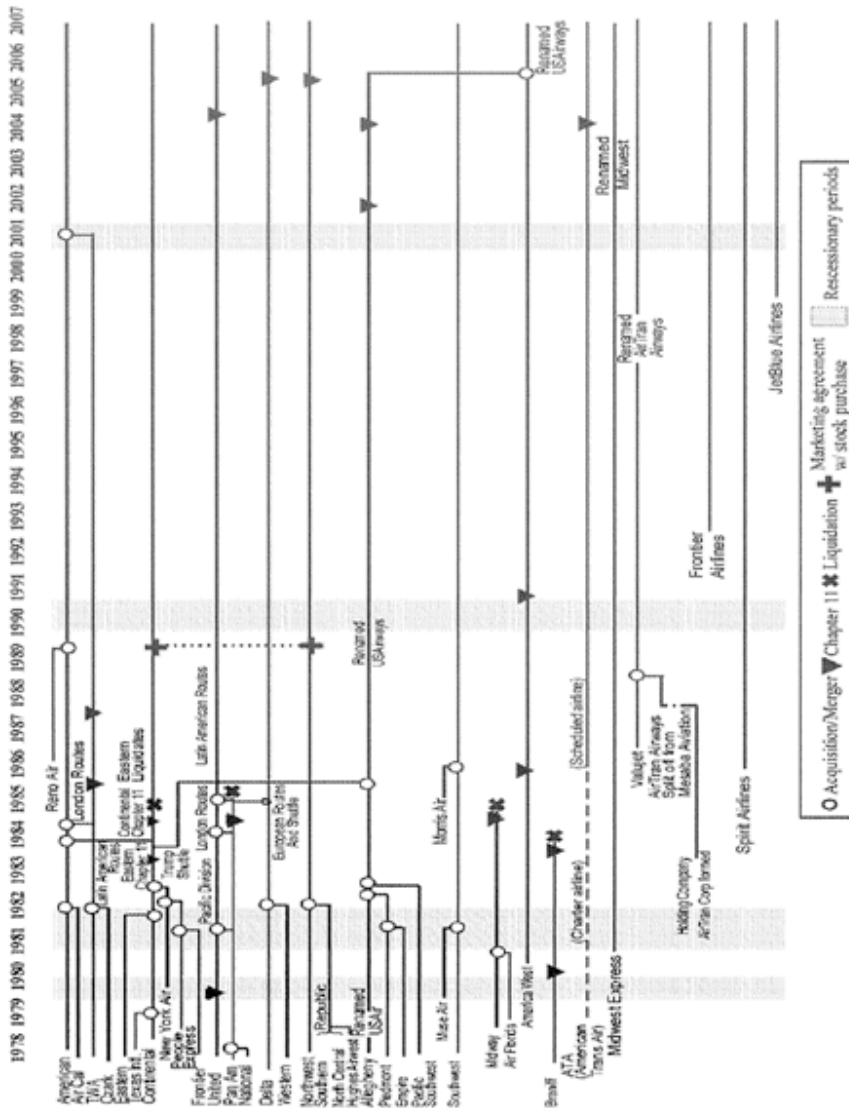 1978 1979 1980 1981 1982 1983 1984 1985 1986 1987 1988 1989 1990 1991 1992 1993 1994 1995 1996 1997 1998 1999 2000 2001 2002 2003 2004 2005 2006 2007
American
Air Cal
TWA
Ozark
Eastern
Texas Int.
Continental
New York Air
People
Express
Frontier
United
Pan Am
National
Delta
Western
Northwest
Southern
Republic
North Central
Hughes Airwest
Allegheny
Renamed
USAir
Piedmont
Empire
Pacific
Southwest
Muse Air
Southwest
Midway
Air Florida
America West
Braniff
ATA
(American
Trans Air)
Midwest Express
Reno Air
London Routes
Latin American
Routes
Eastern
Chapter 11
Continental
Chapter 11
Eastern
Liquidates
Trump
Shuttle
Pacific Division
London Routes
Latin American Routes
European Routes
And Shuttle
Renamed
USAirways
Morris Air
(Charter airline)
(Scheduled airline)
Holding Company
AirTran Corp formed
Valujet
AirTran Airways
Split of from
Mesaba Aviation
Spirit Airlines
Frontier
Airlines
JetBlue Airlines
Renamed
AirTran
Airways
Renamed
Midwest
Renamed
USAirways
Acquisition/Merger
Chapter 11
Liquidation
Marketing agreement
w/ stock purchase
Rescessionary periods